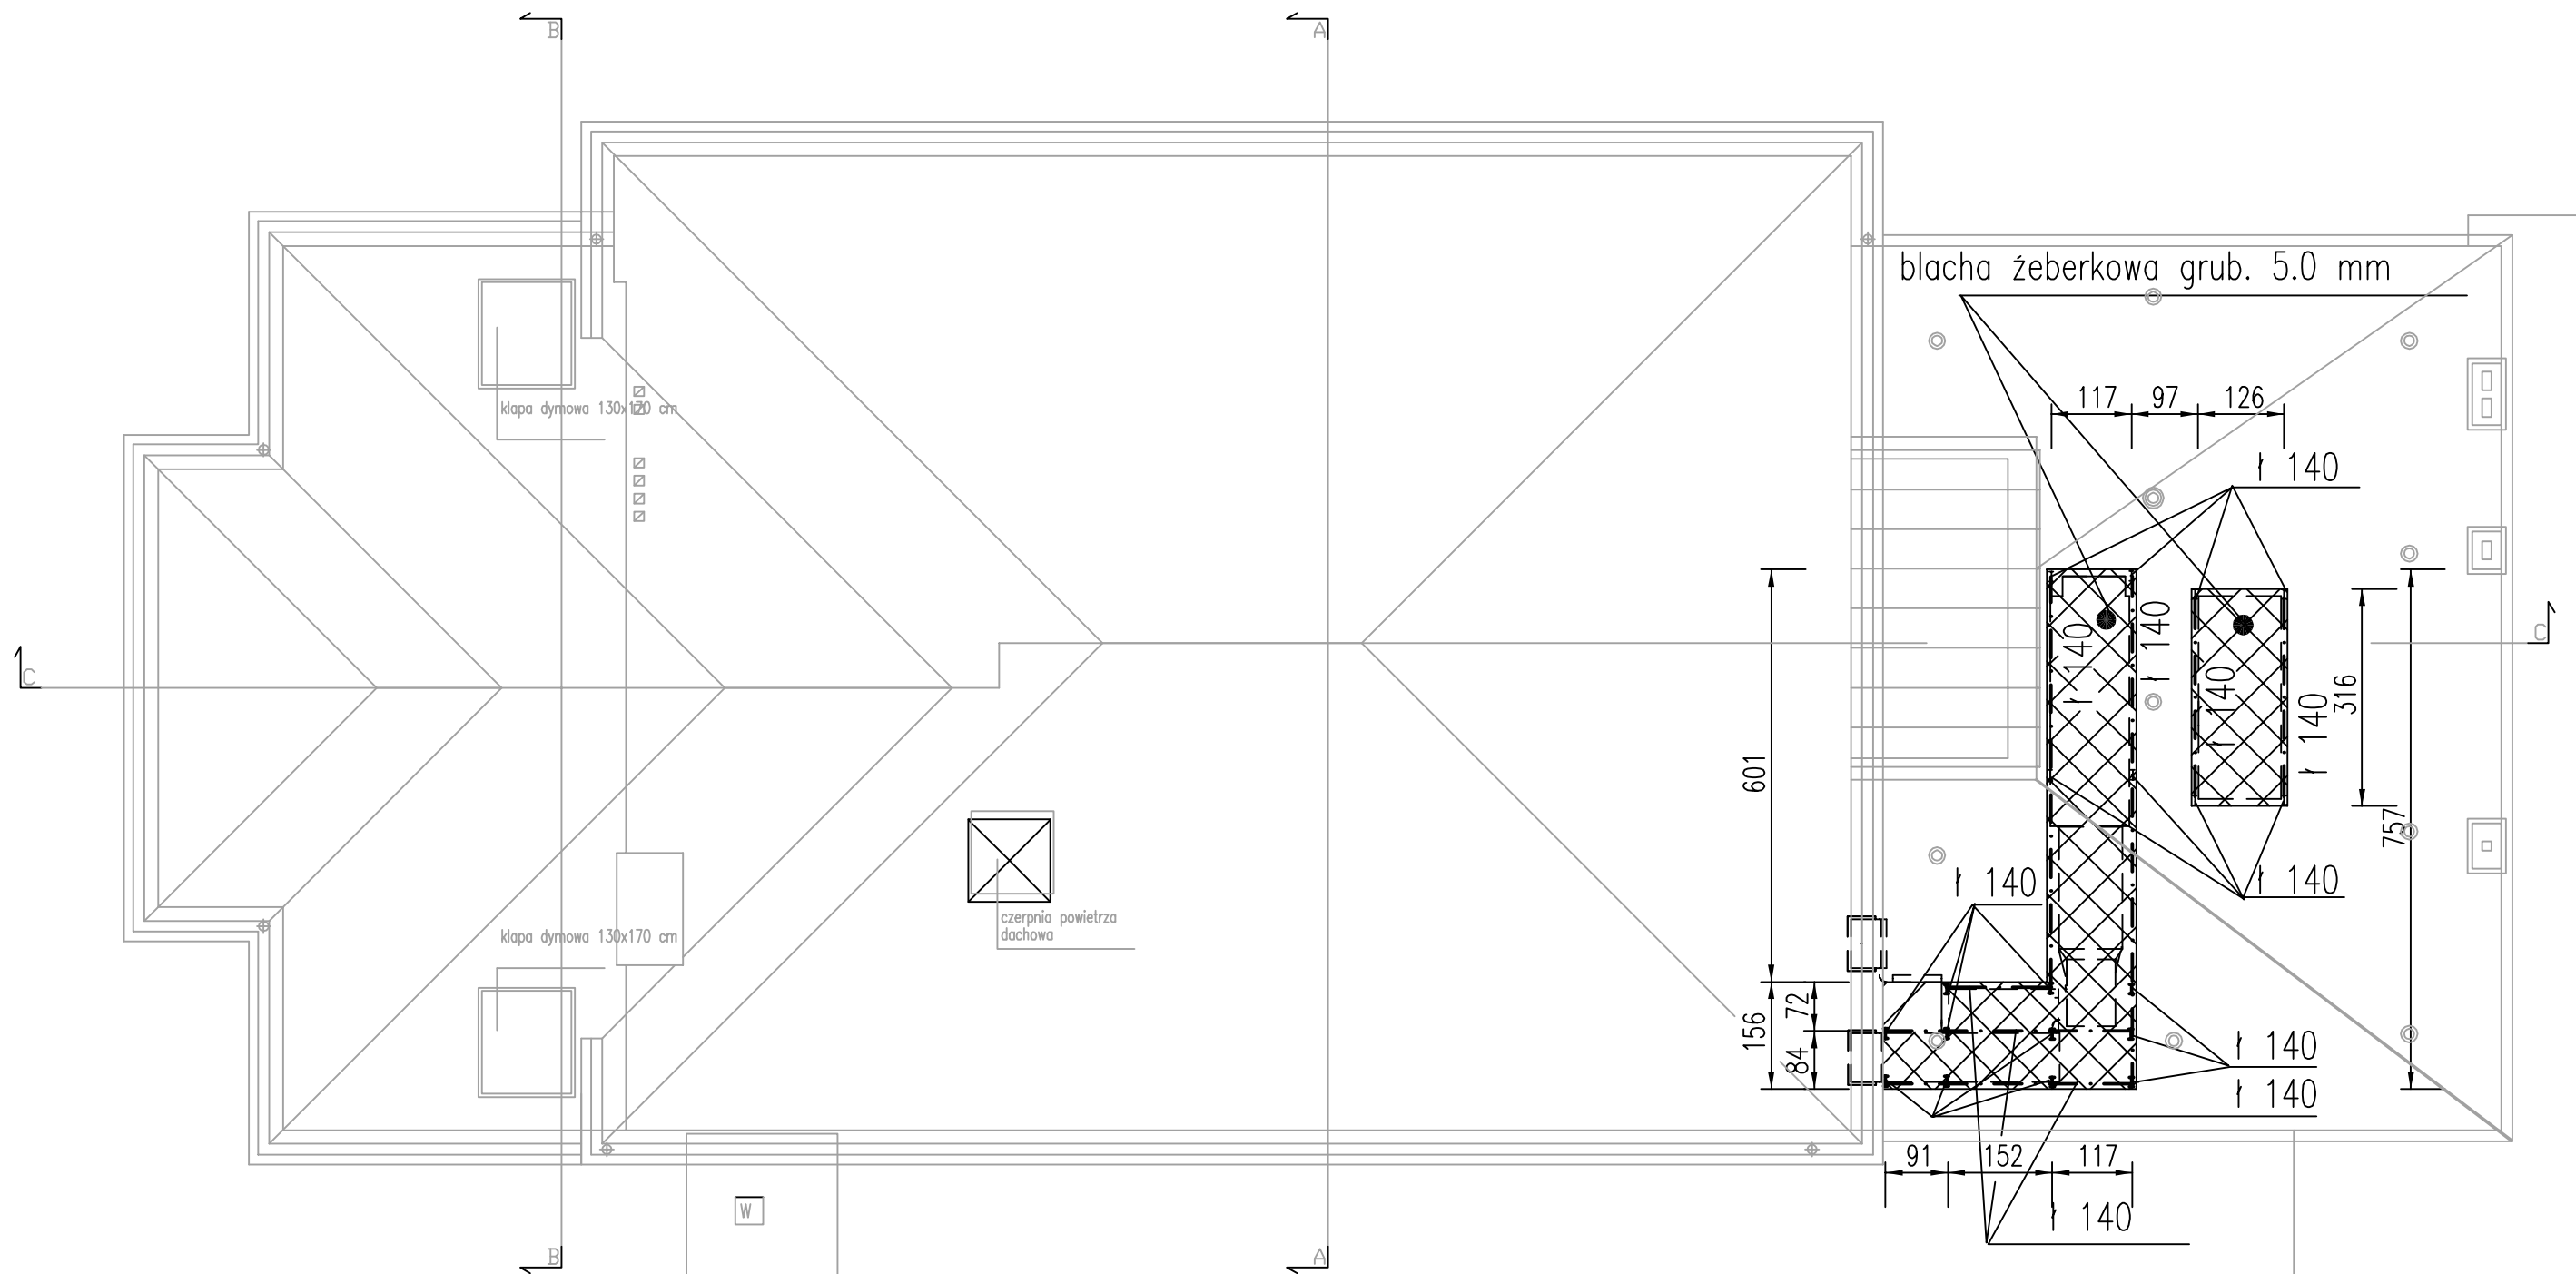 B
A
blacha żeberkowa grub. 5.0 mm
117
97
126
klapa dymowa 130x170 cm
I 140
I 140
I 140
I 140
I 140
C
C
316
601
757
I 140
I 140
czerpnia powietrza
dachowa
klapa dymowa 130x170 cm
72
156
84
I 140
I 140
91
152
117
W
I 140
B
A